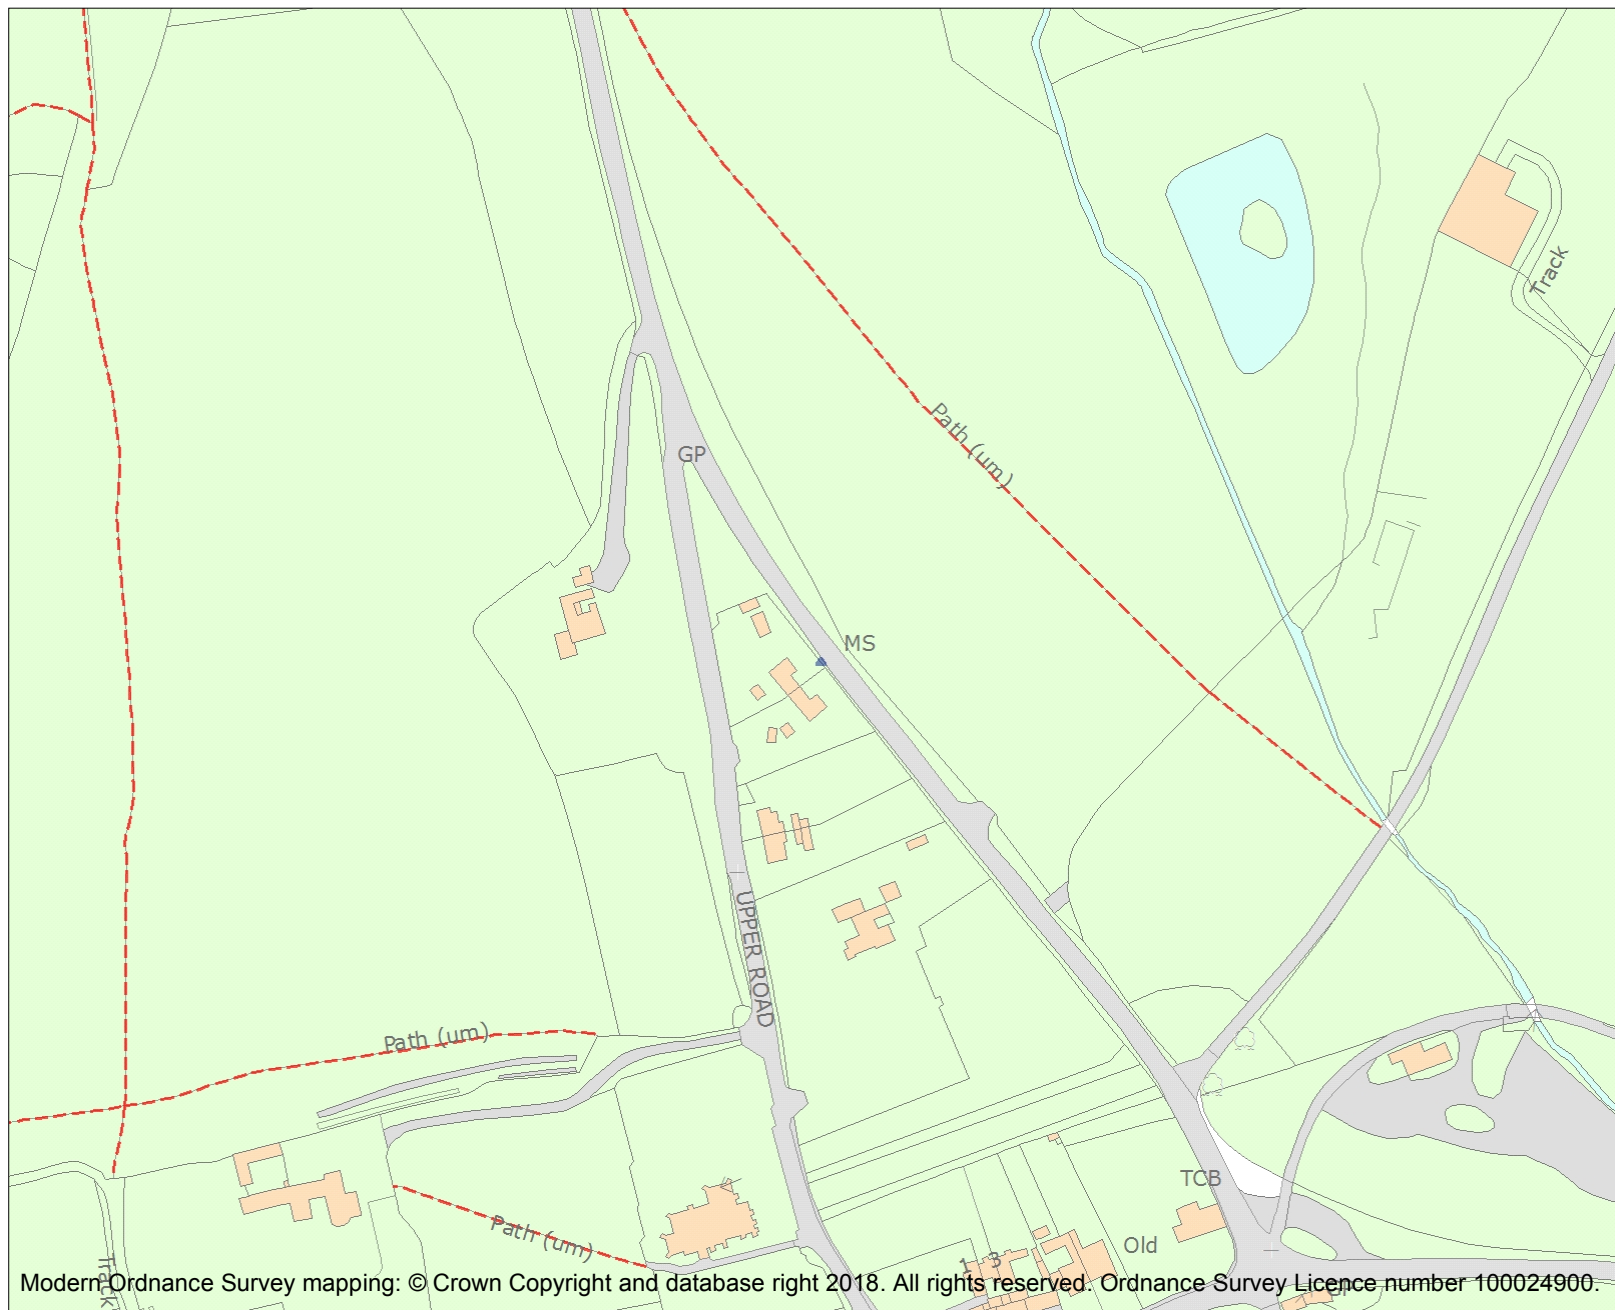 Track
Path (um)
GP
MS
UPPER ROAD
Path (um)
TCB
Path (um)
Old
1
3
Track
Modern Ordnance Survey mapping: © Crown Copyright and database right 2018. All rights reserved. Ordnance Survey Licence number 100024900.